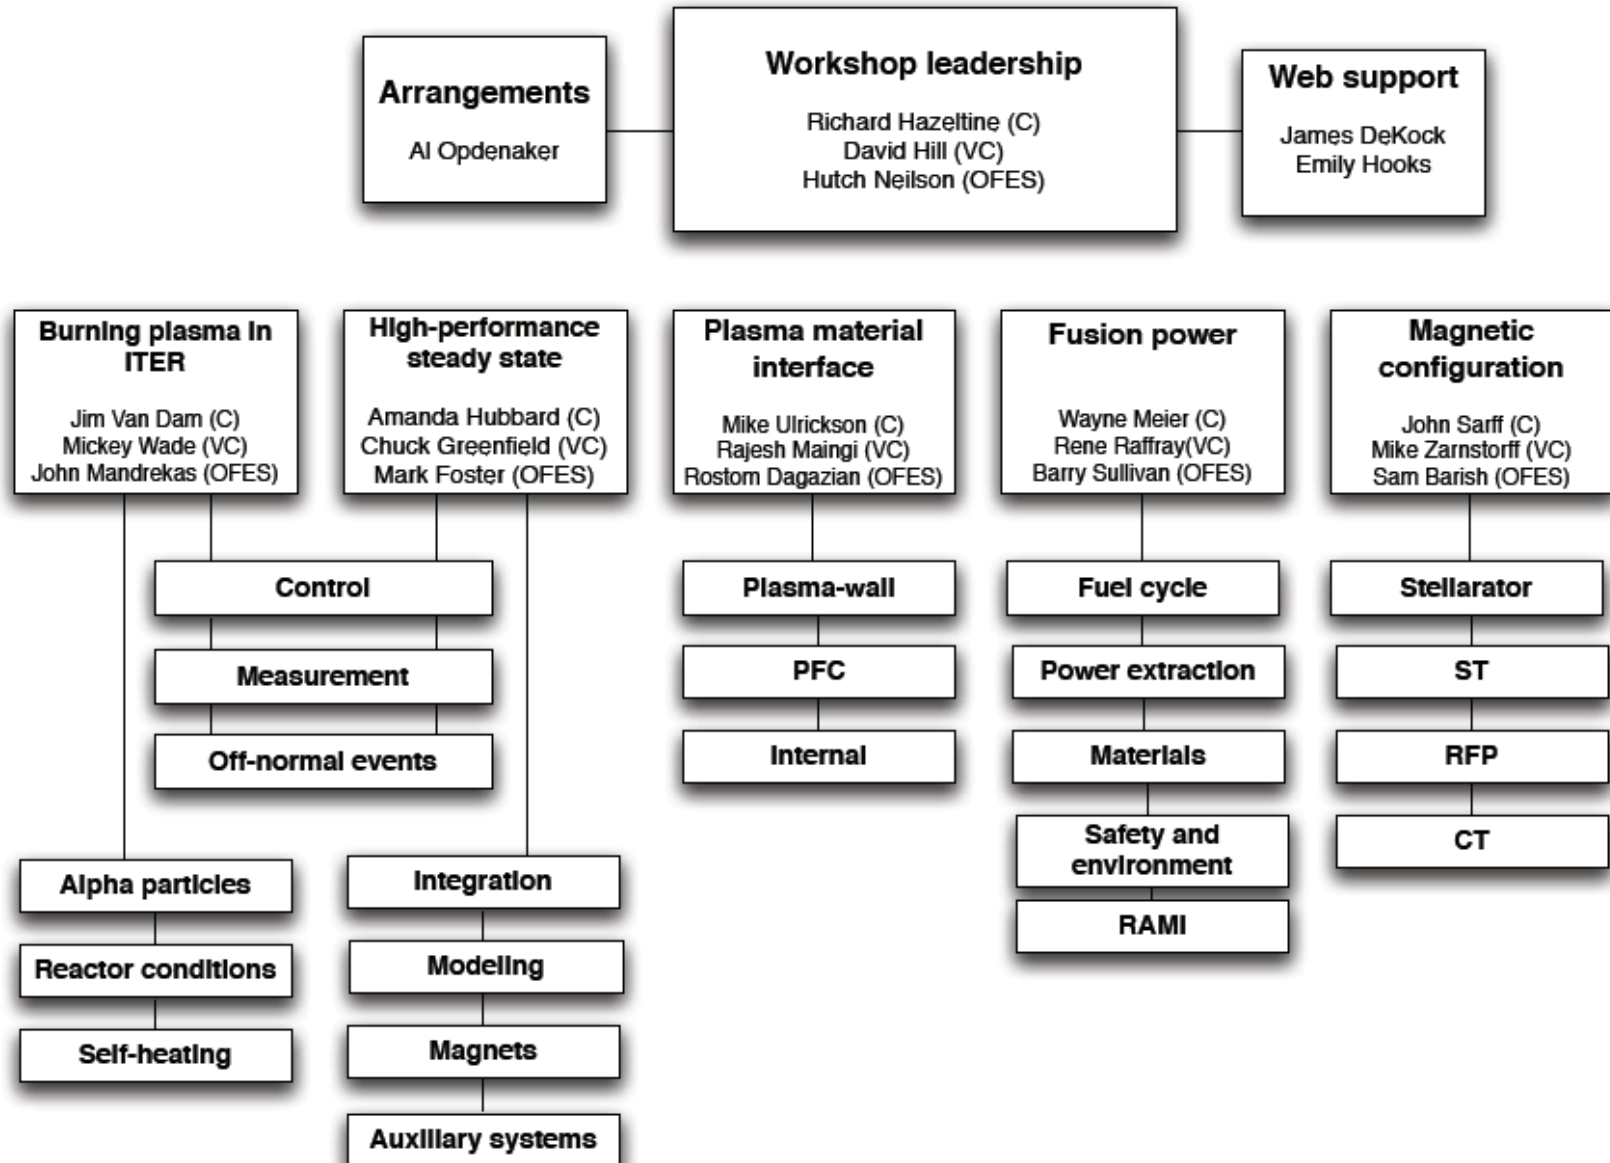 Arrangements
Al Opdenaker
Workshop leadership
Richard Hazeltine (C)
David Hill (VC)
Hutch Neilson (OFES)
Web support
James DeKock
Emily Hooks
Burning plasma in
ITER
Jim Van Dam (C)
Mickey Wade (VC)
John Mandrekas (OFES)
High-performance
steady state
Amanda Hubbard (C)
Chuck Greenfield (VC)
Mark Foster (OFES)
Plasma material
interface
Mike Ulrickson (C)
Rajesh Maingi (VC)
Rostom Dagazian (OFES)
Fusion power
Wayne Meier (C)
Rene Raffray(VC)
Barry Sullivan (OFES)
Magnetic
configuration
John Sarff (C)
Mike Zarnstorff (VC)
Sam Barish (OFES)
Control
Measurement
Off-normal events
Alpha particles
Reactor conditions
Self-heating
Integration
Modeling
Magnets
Auxiliary systems
Plasma-wall
PFC
Internal
Fuel cycle
Power extraction
Materials
Safety and
environment
RAMI
Stellarator
ST
RFP
CT